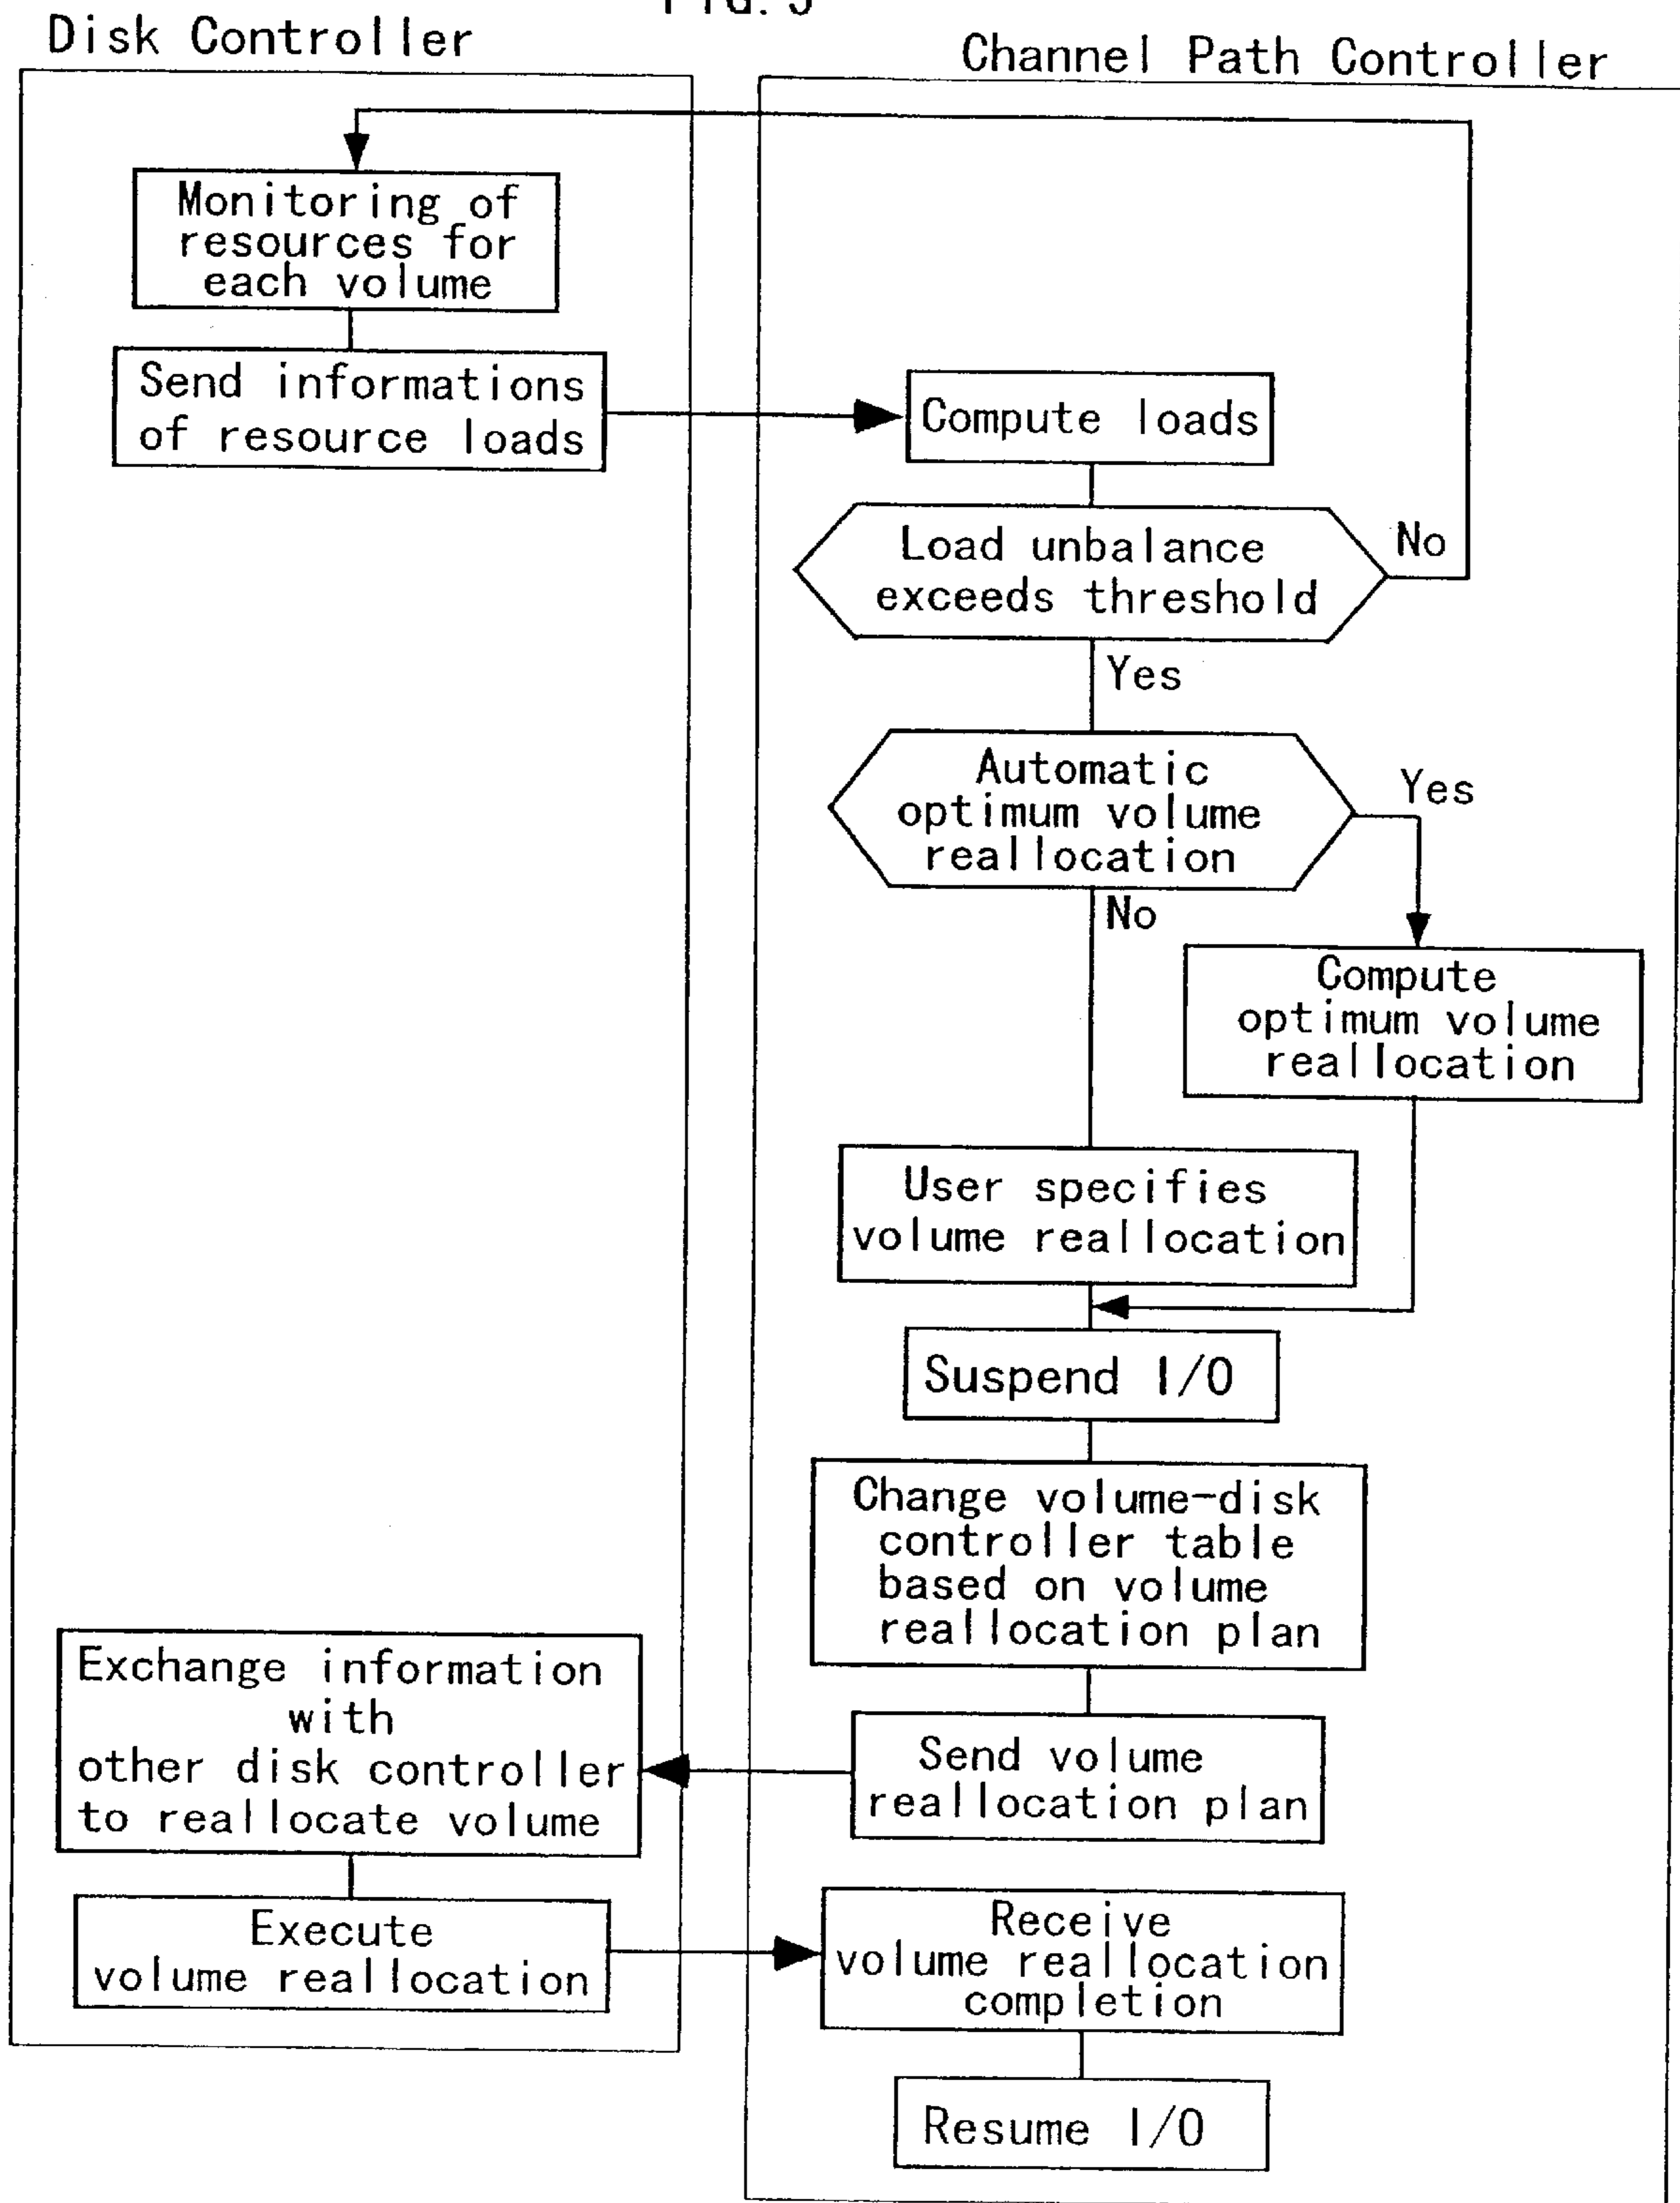 Disk Controller
Channel Path Controller
Monitoring of
resources for
each volume
Send informations
of resource loads
Compute loads
Load unbalance
exceeds threshold
No
Yes
Automatic
optimum volume
reallocation
Yes
No
Compute
optimum volume
reallocation
User specifies
volume reallocation
Suspend I/O
Change volume-disk
controller table
based on volume
reallocation plan
Exchange information
with
other disk controller
to reallocate volume
Send volume
reallocation plan
Execute
volume reallocation
Receive
volume reallocation
completion
Resume I/O